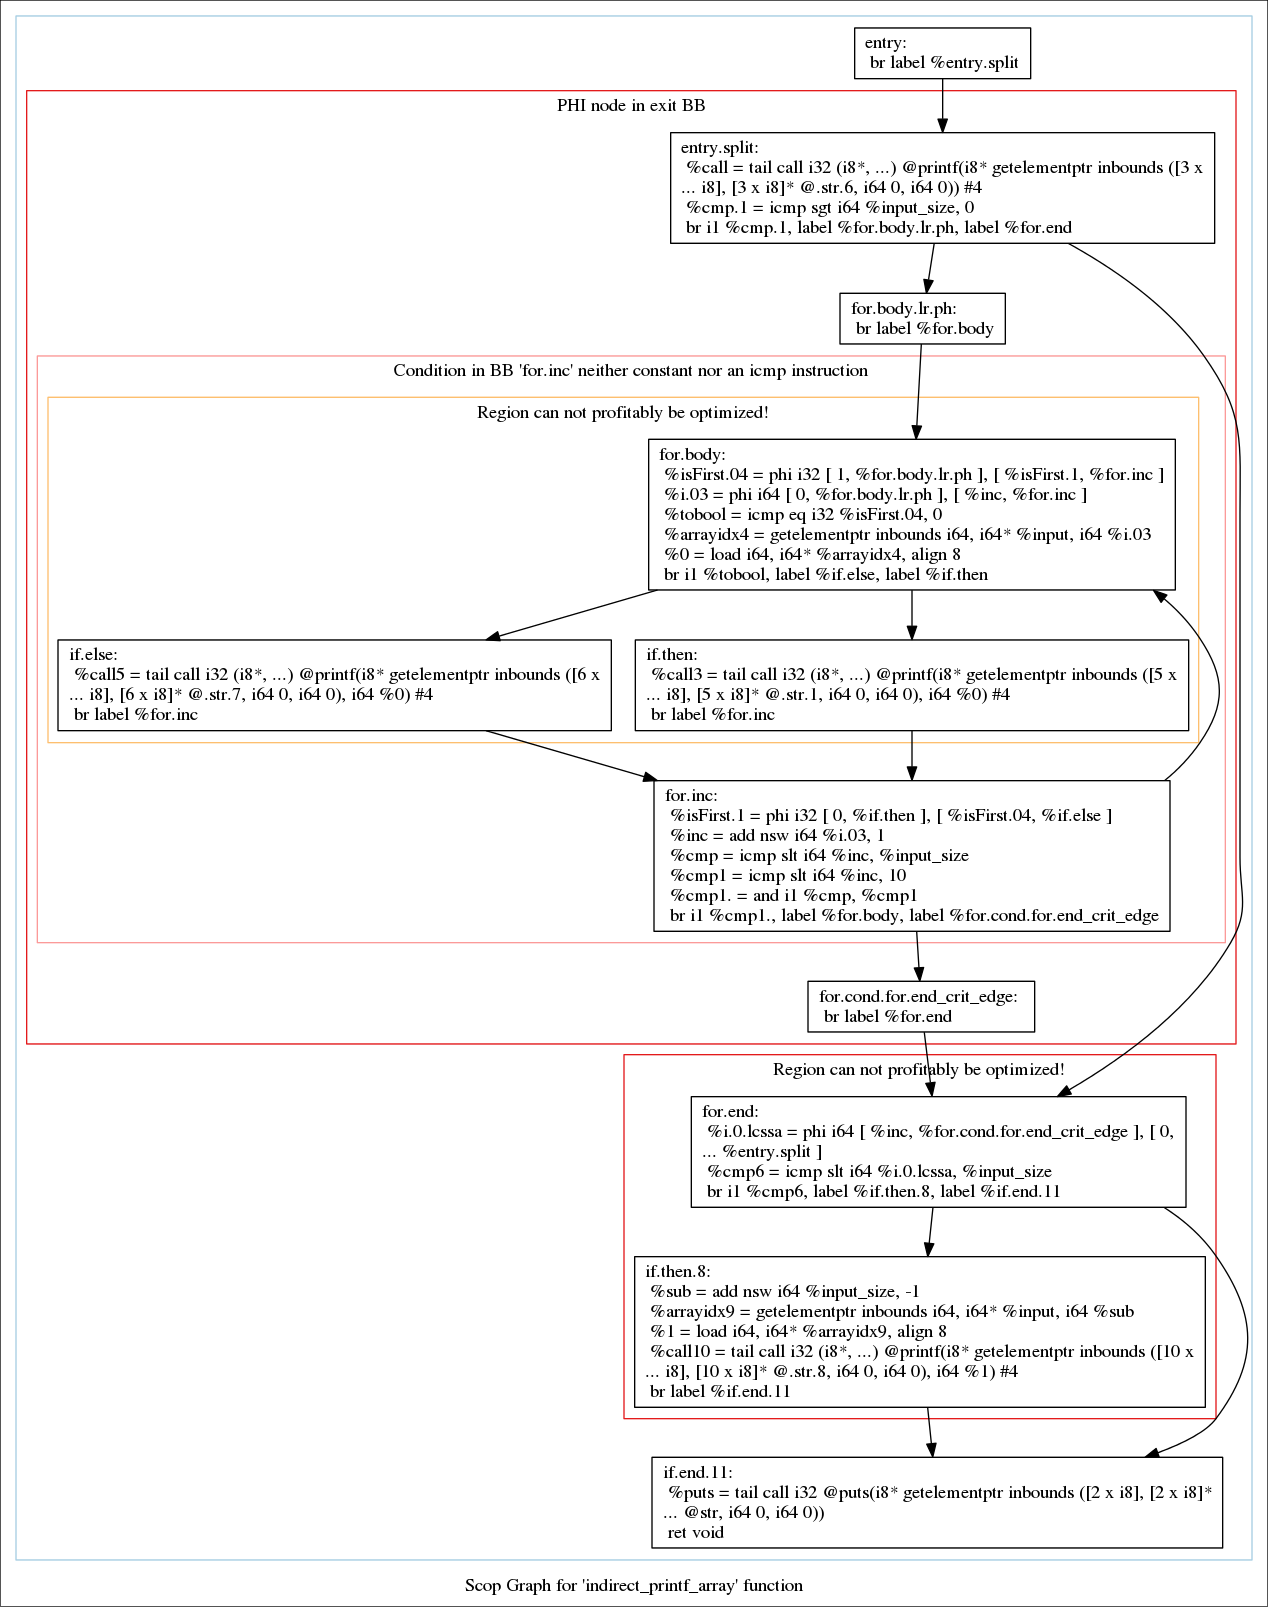 entry:
br label %entry.split
PHI node in exit BB
entry.split:
%call = tail call i32 (i8*, ...) @printf(i8* getelementptr inbounds ([3 x
... i8], [3 x i8]* @.str.6, i64 0, i64 0)) #4
%cmp.1 = icmp sgt i64 %input_size, 0
br i1 %cmp.1, label %for.body.lr.ph, label %for.end
for.body.lr.ph:
br label %for.body
Condition in BB 'for.inc' neither constant nor an icmp instruction
Region can not profitably be optimized!
for.body:
%isFirst.04 = phi i32 [ 1, %for.body.lr.ph ], [ %isFirst.1, %for.inc ]
%i.03 = phi i64 [ 0, %for.body.lr.ph ], [ %inc, %for.inc ]
%tobool = icmp eq i32 %isFirst.04, 0
%arrayidx4 = getelementptr inbounds i64, i64* %input, i64 %i.03
%0 = load i64, i64* %arrayidx4, align 8
br i1 %tobool, label %if.else, label %if.then
if.else:
%call5 = tail call i32 (i8*, ...) @printf(i8* getelementptr inbounds ([6 x
... i8], [6 x i8]* @.str.7, i64 0, i64 0), i64 %0) #4
br label %for.inc
if.then:
%call3 = tail call i32 (i8*, ...) @printf(i8* getelementptr inbounds ([5 x
... i8], [5 x i8]* @.str.1, i64 0, i64 0), i64 %0) #4
br label %for.inc
for.inc:
%isFirst.1 = phi i32 [ 0, %if.then ], [ %isFirst.04, %if.else ]
%inc = add nsw i64 %i.03, 1
%cmp = icmp slt i64 %inc, %input_size
%cmp1 = icmp slt i64 %inc, 10
%cmp1. = and i1 %cmp, %cmp1
br i1 %cmp1., label %for.body, label %for.cond.for.end_crit_edge
for.cond.for.end_crit_edge:
br label %for.end
Region can not profitably be optimized!
for.end:
%i.0.lcssa = phi i64 [ %inc, %for.cond.for.end_crit_edge ], [ 0,
... %entry.split ]
%cmp6 = icmp slt i64 %i.0.lcssa, %input_size
br i1 %cmp6, label %if.then.8, label %if.end.11
if.then.8:
%sub = add nsw i64 %input_size, -1
%arrayidx9 = getelementptr inbounds i64, i64* %input, i64 %sub
%1 = load i64, i64* %arrayidx9, align 8
%call10 = tail call i32 (i8*, ...) @printf(i8* getelementptr inbounds ([10 x
... i8], [10 x i8]* @.str.8, i64 0, i64 0), i64 %1) #4
br label %if.end.11
if.end.11:
%puts = tail call i32 @puts(i8* getelementptr inbounds ([2 x i8], [2 x i8]*
... @str, i64 0, i64 0))
ret void
Scop Graph for 'indirect_printf_array' function